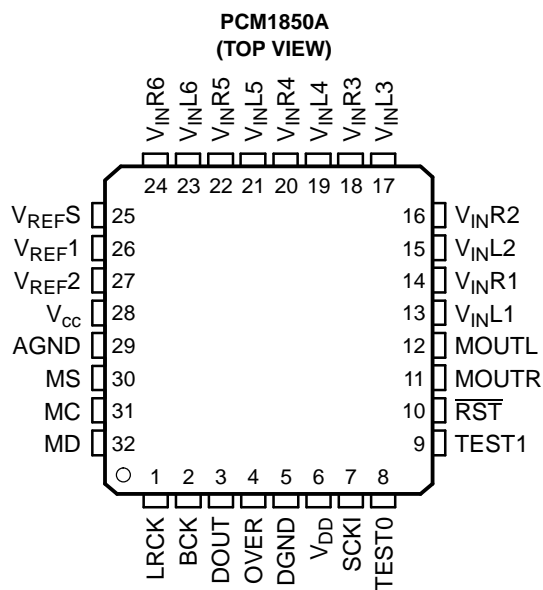 PCM1850A
(TOP VIEW)
VINR6 VINL6 VINR5 VINL5 VINR4 VINL4 VINR3 VINL3
24 23 22 21 20 19 18 17
VREFS 25 16 VINR2
VREF1 26 15 VINL2
VREF2 27 14 VINR1
Vcc 28 13 VINL1
AGND 29 12 MOUTL
MS 30 11 MOUTR
MC 31 10 RST
MD 32 9 TEST1
1 2 3 4 5 6 7 8
LRCK BCK DOUT OVER DGND VDD SCKI TEST0